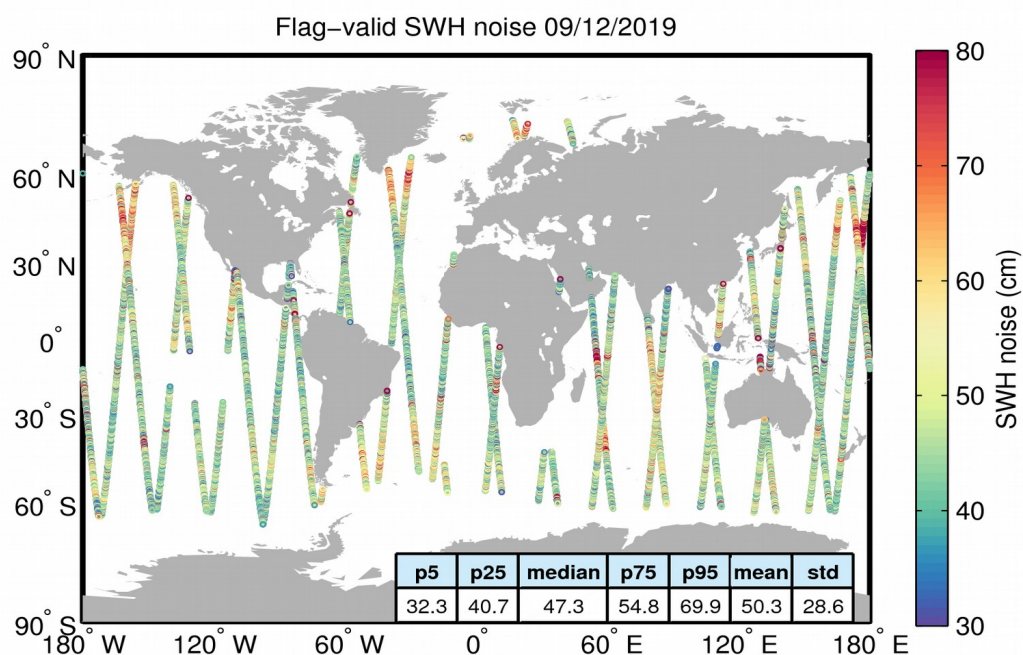 Flag-valid SWH noise 09/12/2019
90° N
60° N
30° N
0°
30° S
60° S
90° S
180° W
120° W
60° W
0°
60° E
120° E
180° E
80
70
60
50
40
30
SWH noise (cm)
p5 p25 median p75 p95 mean std
32.3 40.7 47.3 54.8 69.9 50.3 28.6